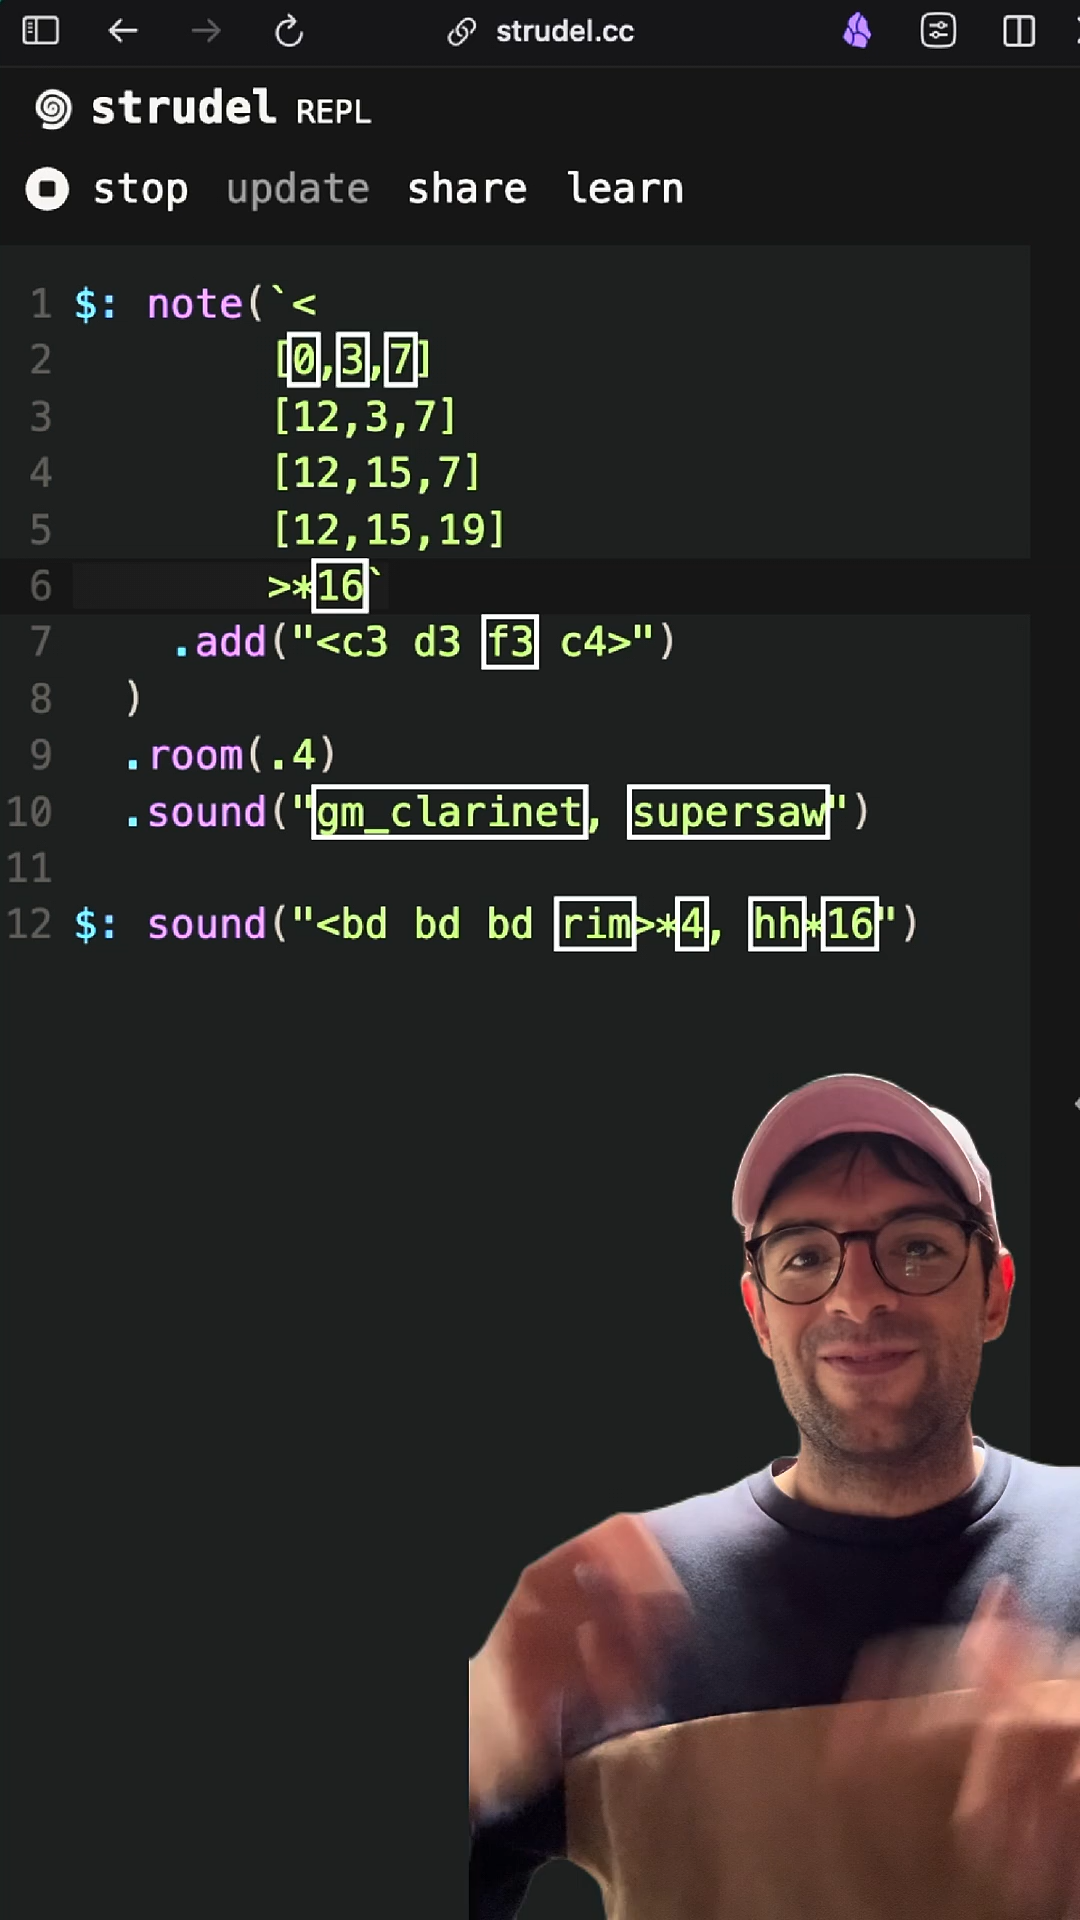 strudel.cc
strudel REPL
stop update share learn
1 $: note(`<
2 [0,3,7]
3 [12,3,7]
4 [12,15,7]
5 [12,15,19]
6 >*16`
7 .add("<c3 d3 f3 c4>")
8 )
9 .room(.4)
10 .sound("gm_clarinet, supersaw")
11
12 $: sound("<bd bd bd rim>*4, hh*16")